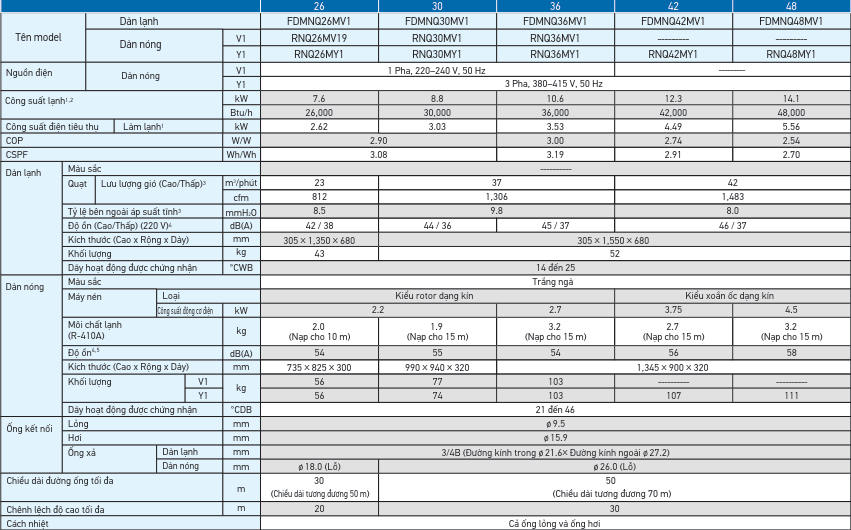 26 30 36 42 48
Tên model Dàn lạnh FDMNQ26MV1 FDMNQ30MV1 FDMNQ36MV1 FDMNQ42MV1 FDMNQ48MV1
Dàn nóng V1 RNQ26MV19 RNQ30MV1 RNQ36MV1 ---------- ----------
Y1 RNQ26MY1 RNQ30MY1 RNQ36MY1 RNQ42MY1 RNQ48MY1
Nguồn điện Dàn nóng V1 1 Pha, 220–240 V, 50 Hz ----------
Y1 3 Pha, 380–415 V, 50 Hz
Công suất lạnh¹,² kW 7.6 8.8 10.6 12.3 14.1
Btu/h 26,000 30,000 36,000 42,000 48,000
Công suất điện tiêu thụ Làm lạnh¹ kW 2.62 3.03 3.53 4.49 5.56
COP W/W 2.90 3.00 2.74 2.54
CSPF Wh/Wh 3.08 3.19 2.91 2.70
Dàn lạnh Màu sắc ----------
Quạt Lưu lượng gió (Cao/Thấp)³ m³/phút 23 37 42
cfm 812 1,306 1,483
Tỷ lệ bên ngoài áp suất tĩnh³ mmH₂O 8.5 9.8 8.0
Độ ồn (Cao/Thấp) (220 V)⁴ dB(A) 42 / 38 44 / 36 45 / 37 46 / 37
Kích thước (Cao x Rộng x Dày) mm 305 × 1,350 × 680 305 × 1,550 × 680
Khối lượng kg 43 52
Dãy hoạt động được chứng nhận °CWB 14 đến 25
Dàn nóng Màu sắc Trắng ngà
Máy nén Loại Kiểu rotor dạng kín Kiểu xoắn ốc dạng kín
Công suất động cơ điện kW 2.2 2.7 3.75 4.5
Môi chất lạnh
(R-410A) kg 2.0 1.9 3.2 2.7 3.2
(Nạp cho 10 m) (Nạp cho 15 m) (Nạp cho 15 m) (Nạp cho 15 m) (Nạp cho 15 m)
Độ ồn⁴,⁵ dB(A) 54 55 54 56 58
Kích thước (Cao x Rộng x Dày) mm 735 × 825 × 300 990 × 940 × 320 1,345 × 900 × 320
Khối lượng V1 kg 56 77 103 ---------- ----------
Y1 56 74 103 107 111
Dãy hoạt động được chứng nhận °CDB 21 đến 46
Ống kết nối Lỏng mm ø 9.5
Hơi mm ø 15.9
Ống xả Dàn lạnh mm 3/4B (Đường kính trong ø 21.6× Đường kính ngoài ø 27.2)
Dàn nóng mm ø 18.0 (Lỗ) ø 26.0 (Lỗ)
Chiều dài đường ống tối đa m 30 50
(Chiều dài tương đương 50 m) (Chiều dài tương đương 70 m)
Chênh lệch độ cao tối đa m 20 30
Cách nhiệt Cả ống lỏng và ống hơi